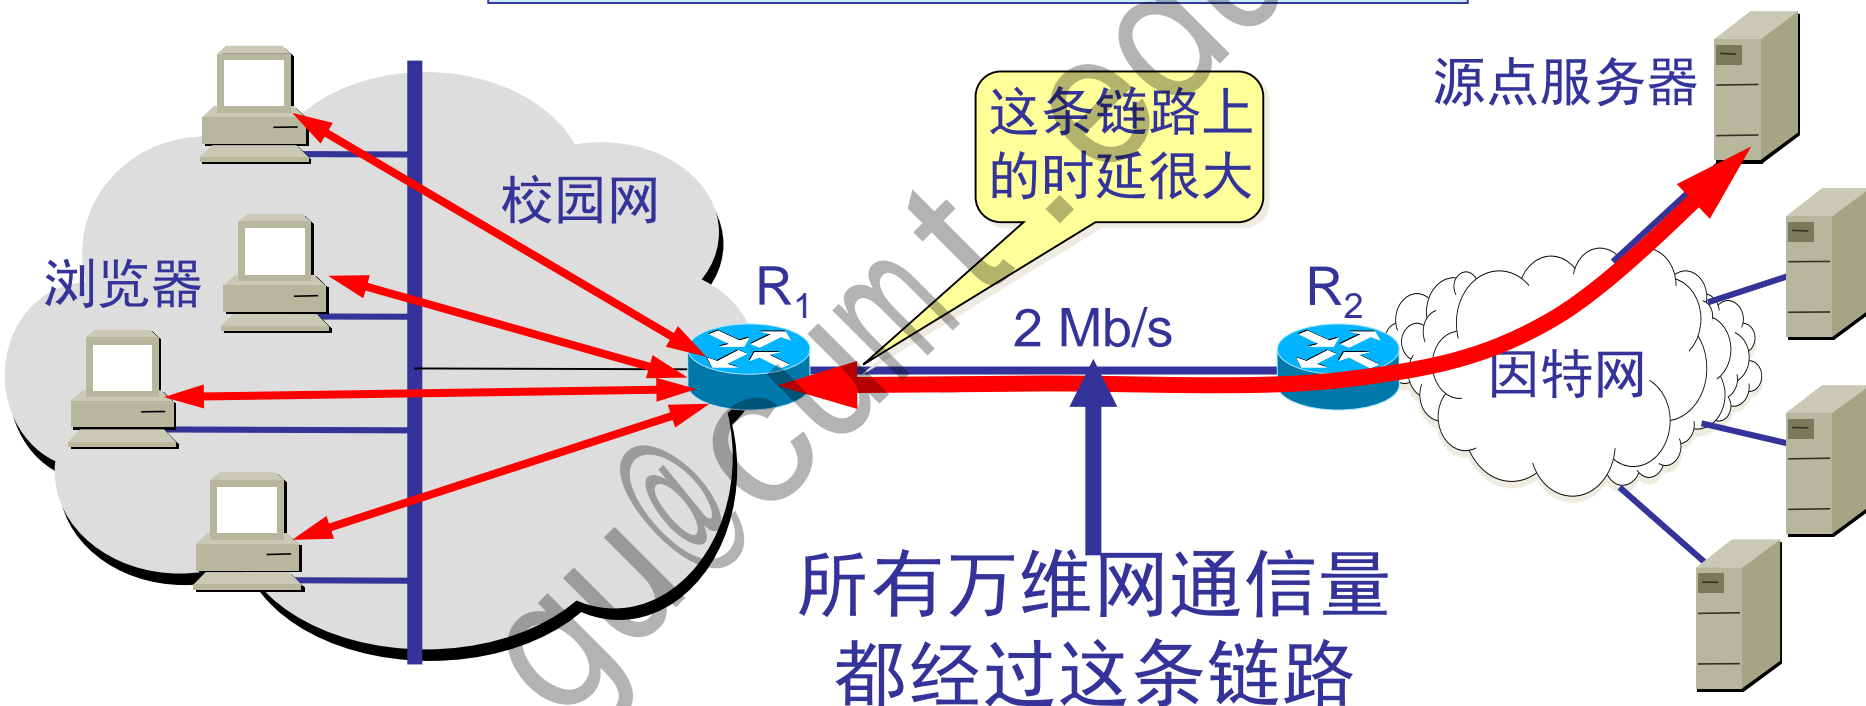 源点服务器
这条链路上
的时延很大
校园网
浏览器
R1
2 Mb/s
R2
因特网
所有万维网通信量
都经过这条链路
gu@cumt.edu